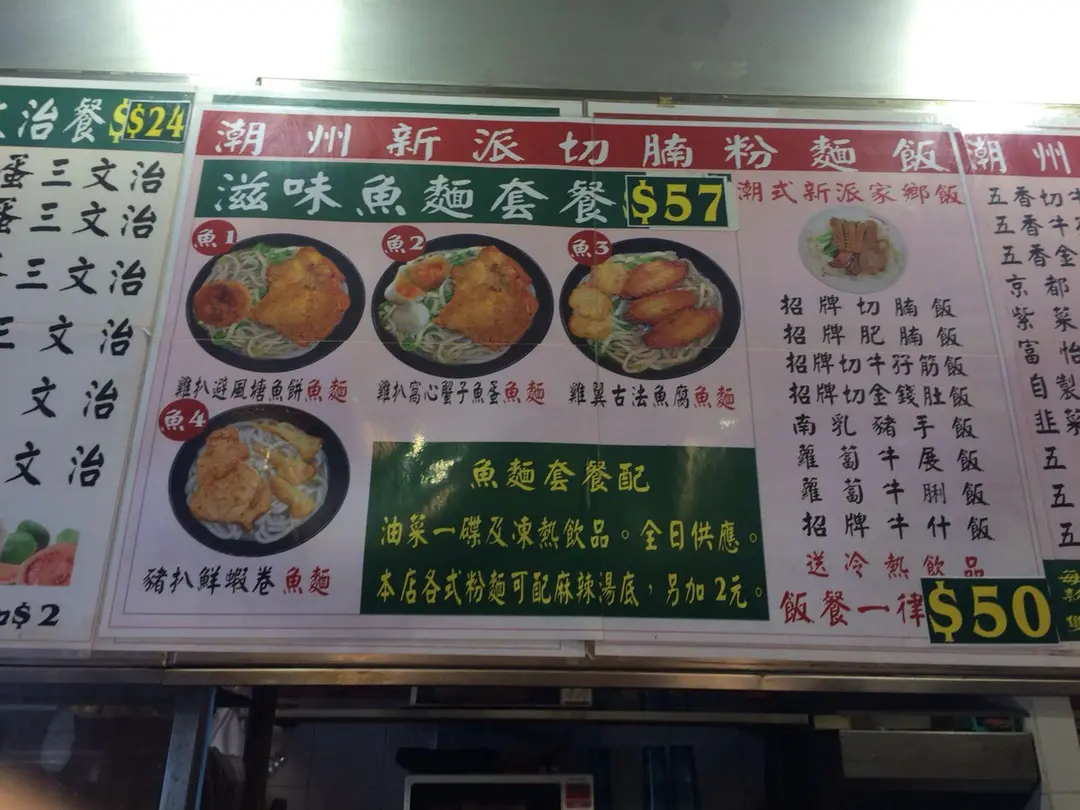 治餐 $24
蛋三文治
蛋三文治
三文治
三文治
文治
文治
$2
潮州新派切腩粉麵飯
滋味魚麵套餐 $57
魚1
魚2
魚3
雞扒避風塘魚餅魚麵
雞扒窩心蟹子魚蛋魚麵
雞翼古法魚腐魚麵
魚4
豬扒鮮蝦卷魚麵
魚麵套餐配
油菜一碟及凍熱飲品。全日供應。
本店各式粉麵可配麻辣湯底，另加2元。
潮式新派家鄉飯
招牌切腩飯
招牌肥腩飯
招牌切牛孖筋飯
招牌切金錢肚飯
南乳豬手飯
蘿蔔牛展飯
蘿蔔牛脷飯
招牌牛什飯
送冷熱飲品
飯餐一律 $50
潮州
五香切牛
五香牛
五香金
京都
紫菜
富怡
自製
韭菜
五
五
五
每
雙